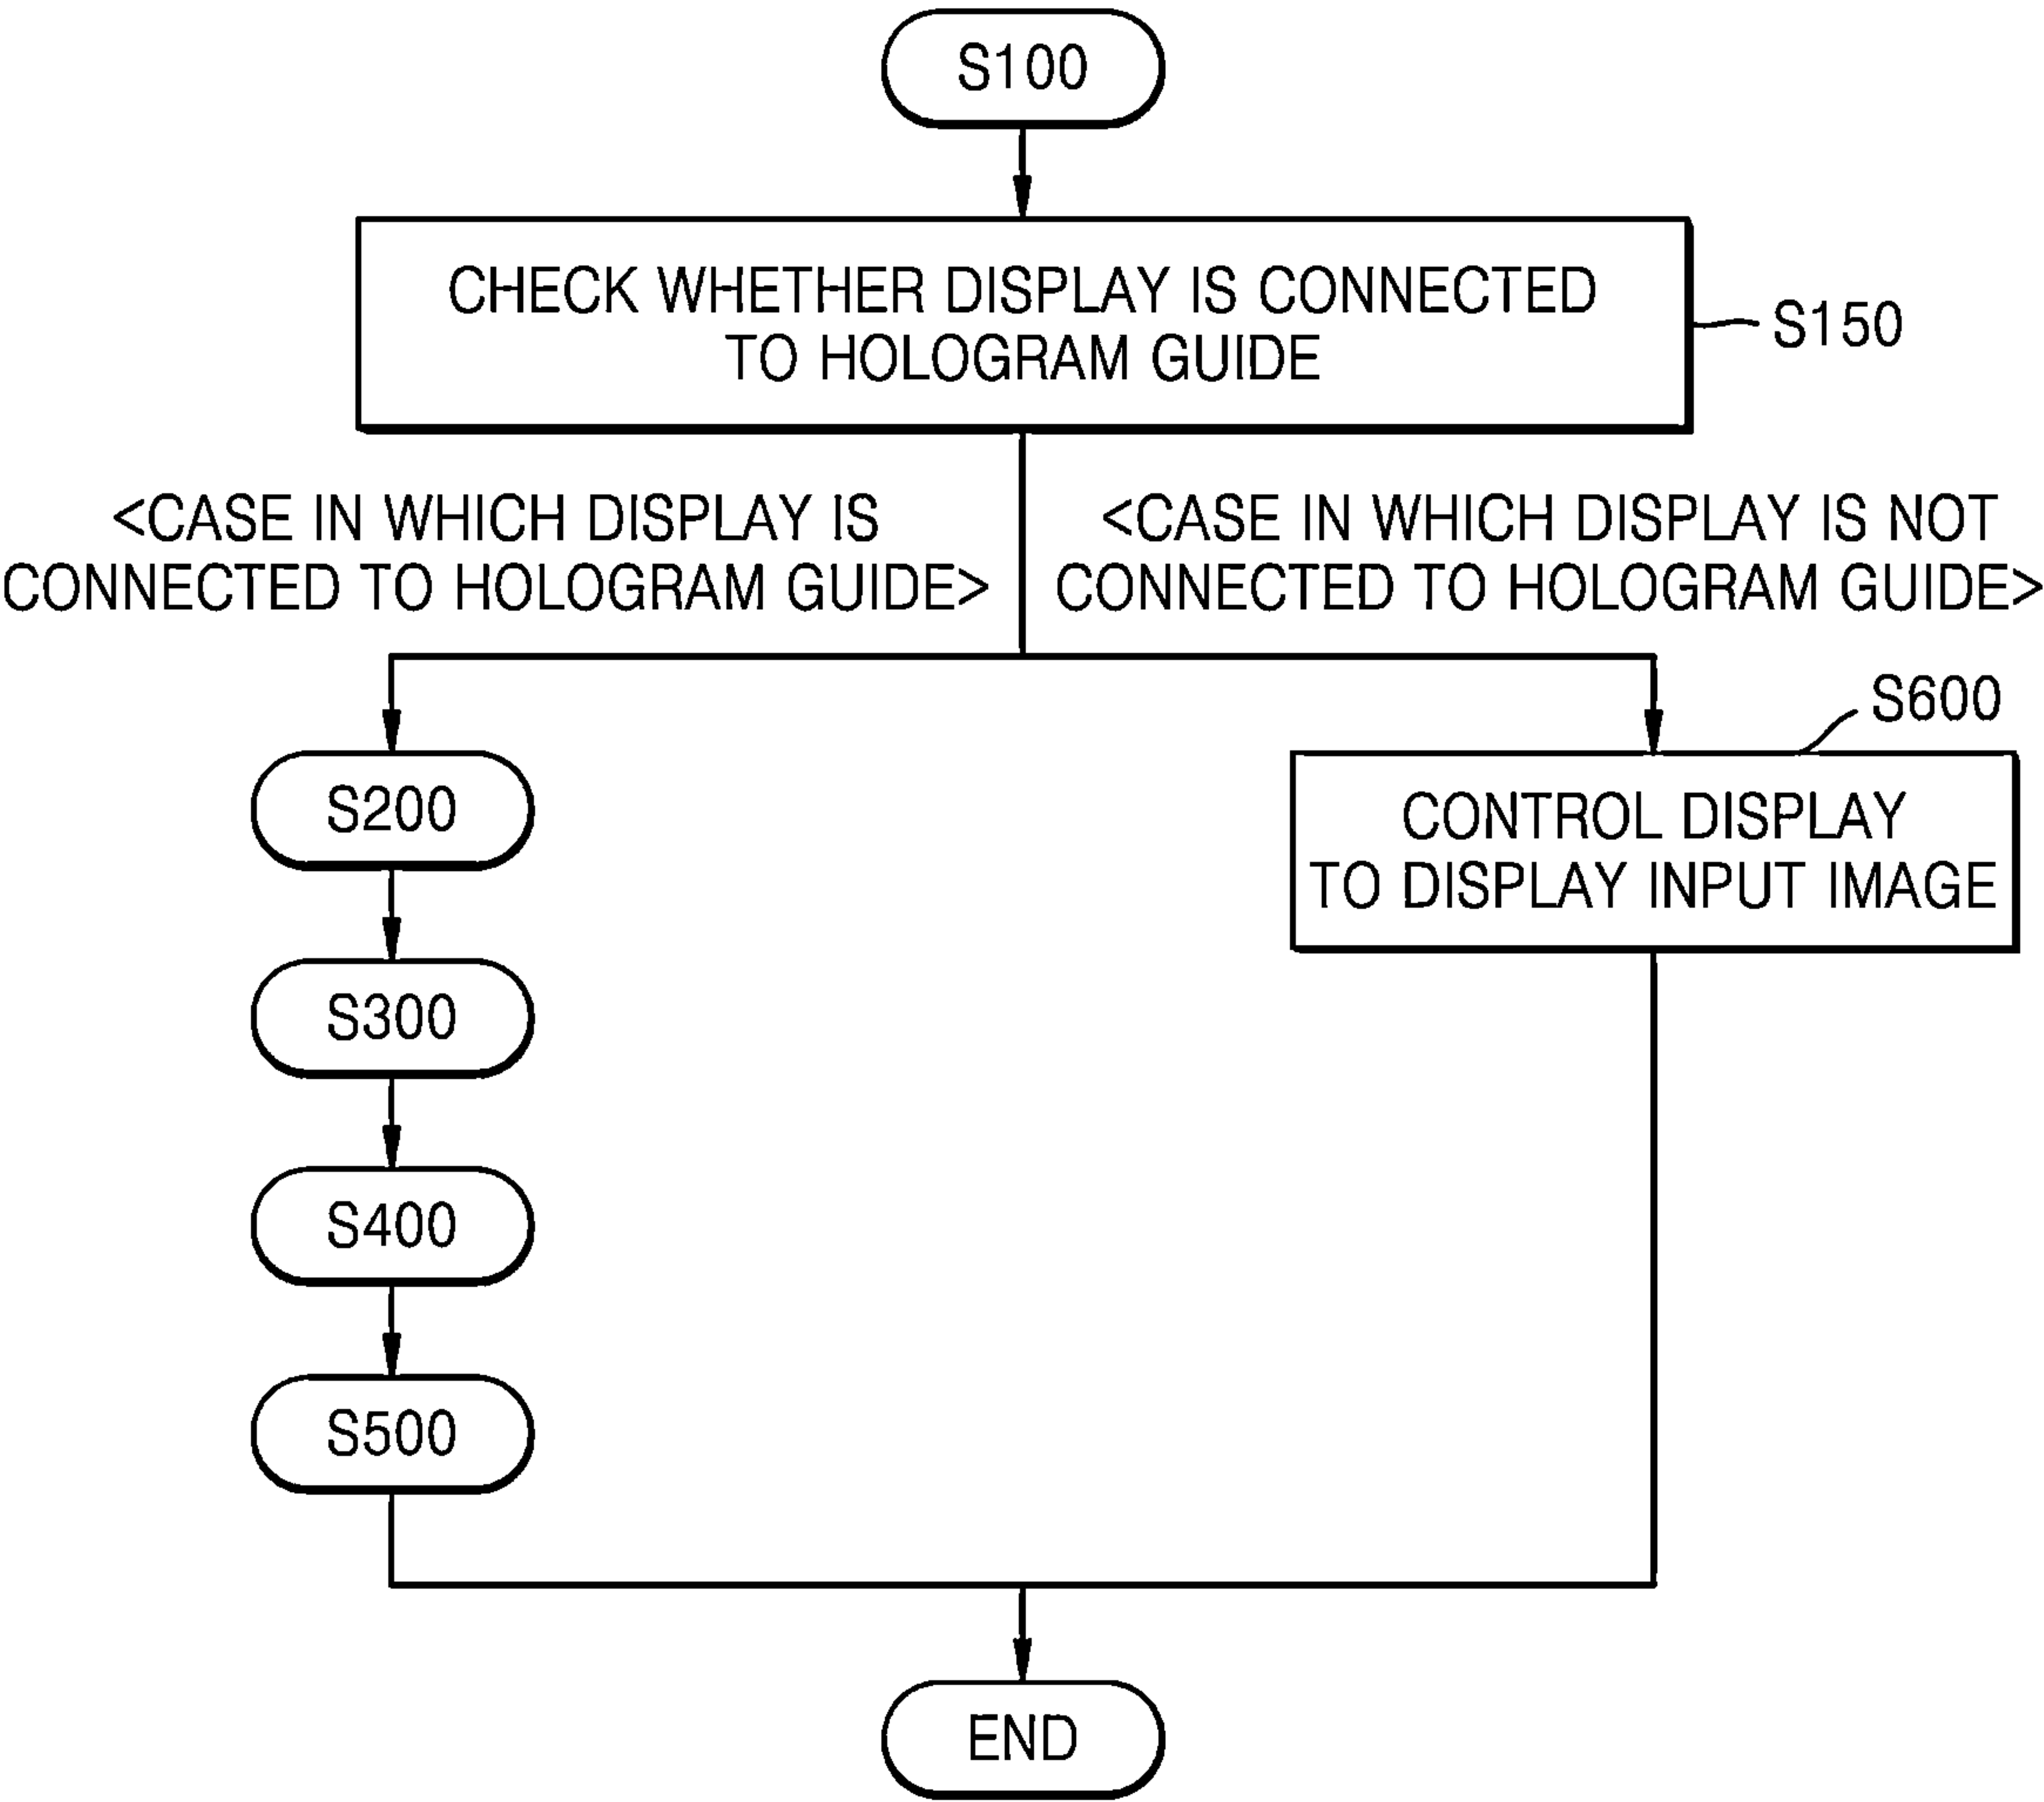 S100
CHECK WHETHER DISPLAY IS CONNECTED
TO HOLOGRAM GUIDE
S150
<CASE IN WHICH DISPLAY IS
CONNECTED TO HOLOGRAM GUIDE>
<CASE IN WHICH DISPLAY IS NOT
CONNECTED TO HOLOGRAM GUIDE>
S200
S300
S400
S500
S600
CONTROL DISPLAY
TO DISPLAY INPUT IMAGE
END